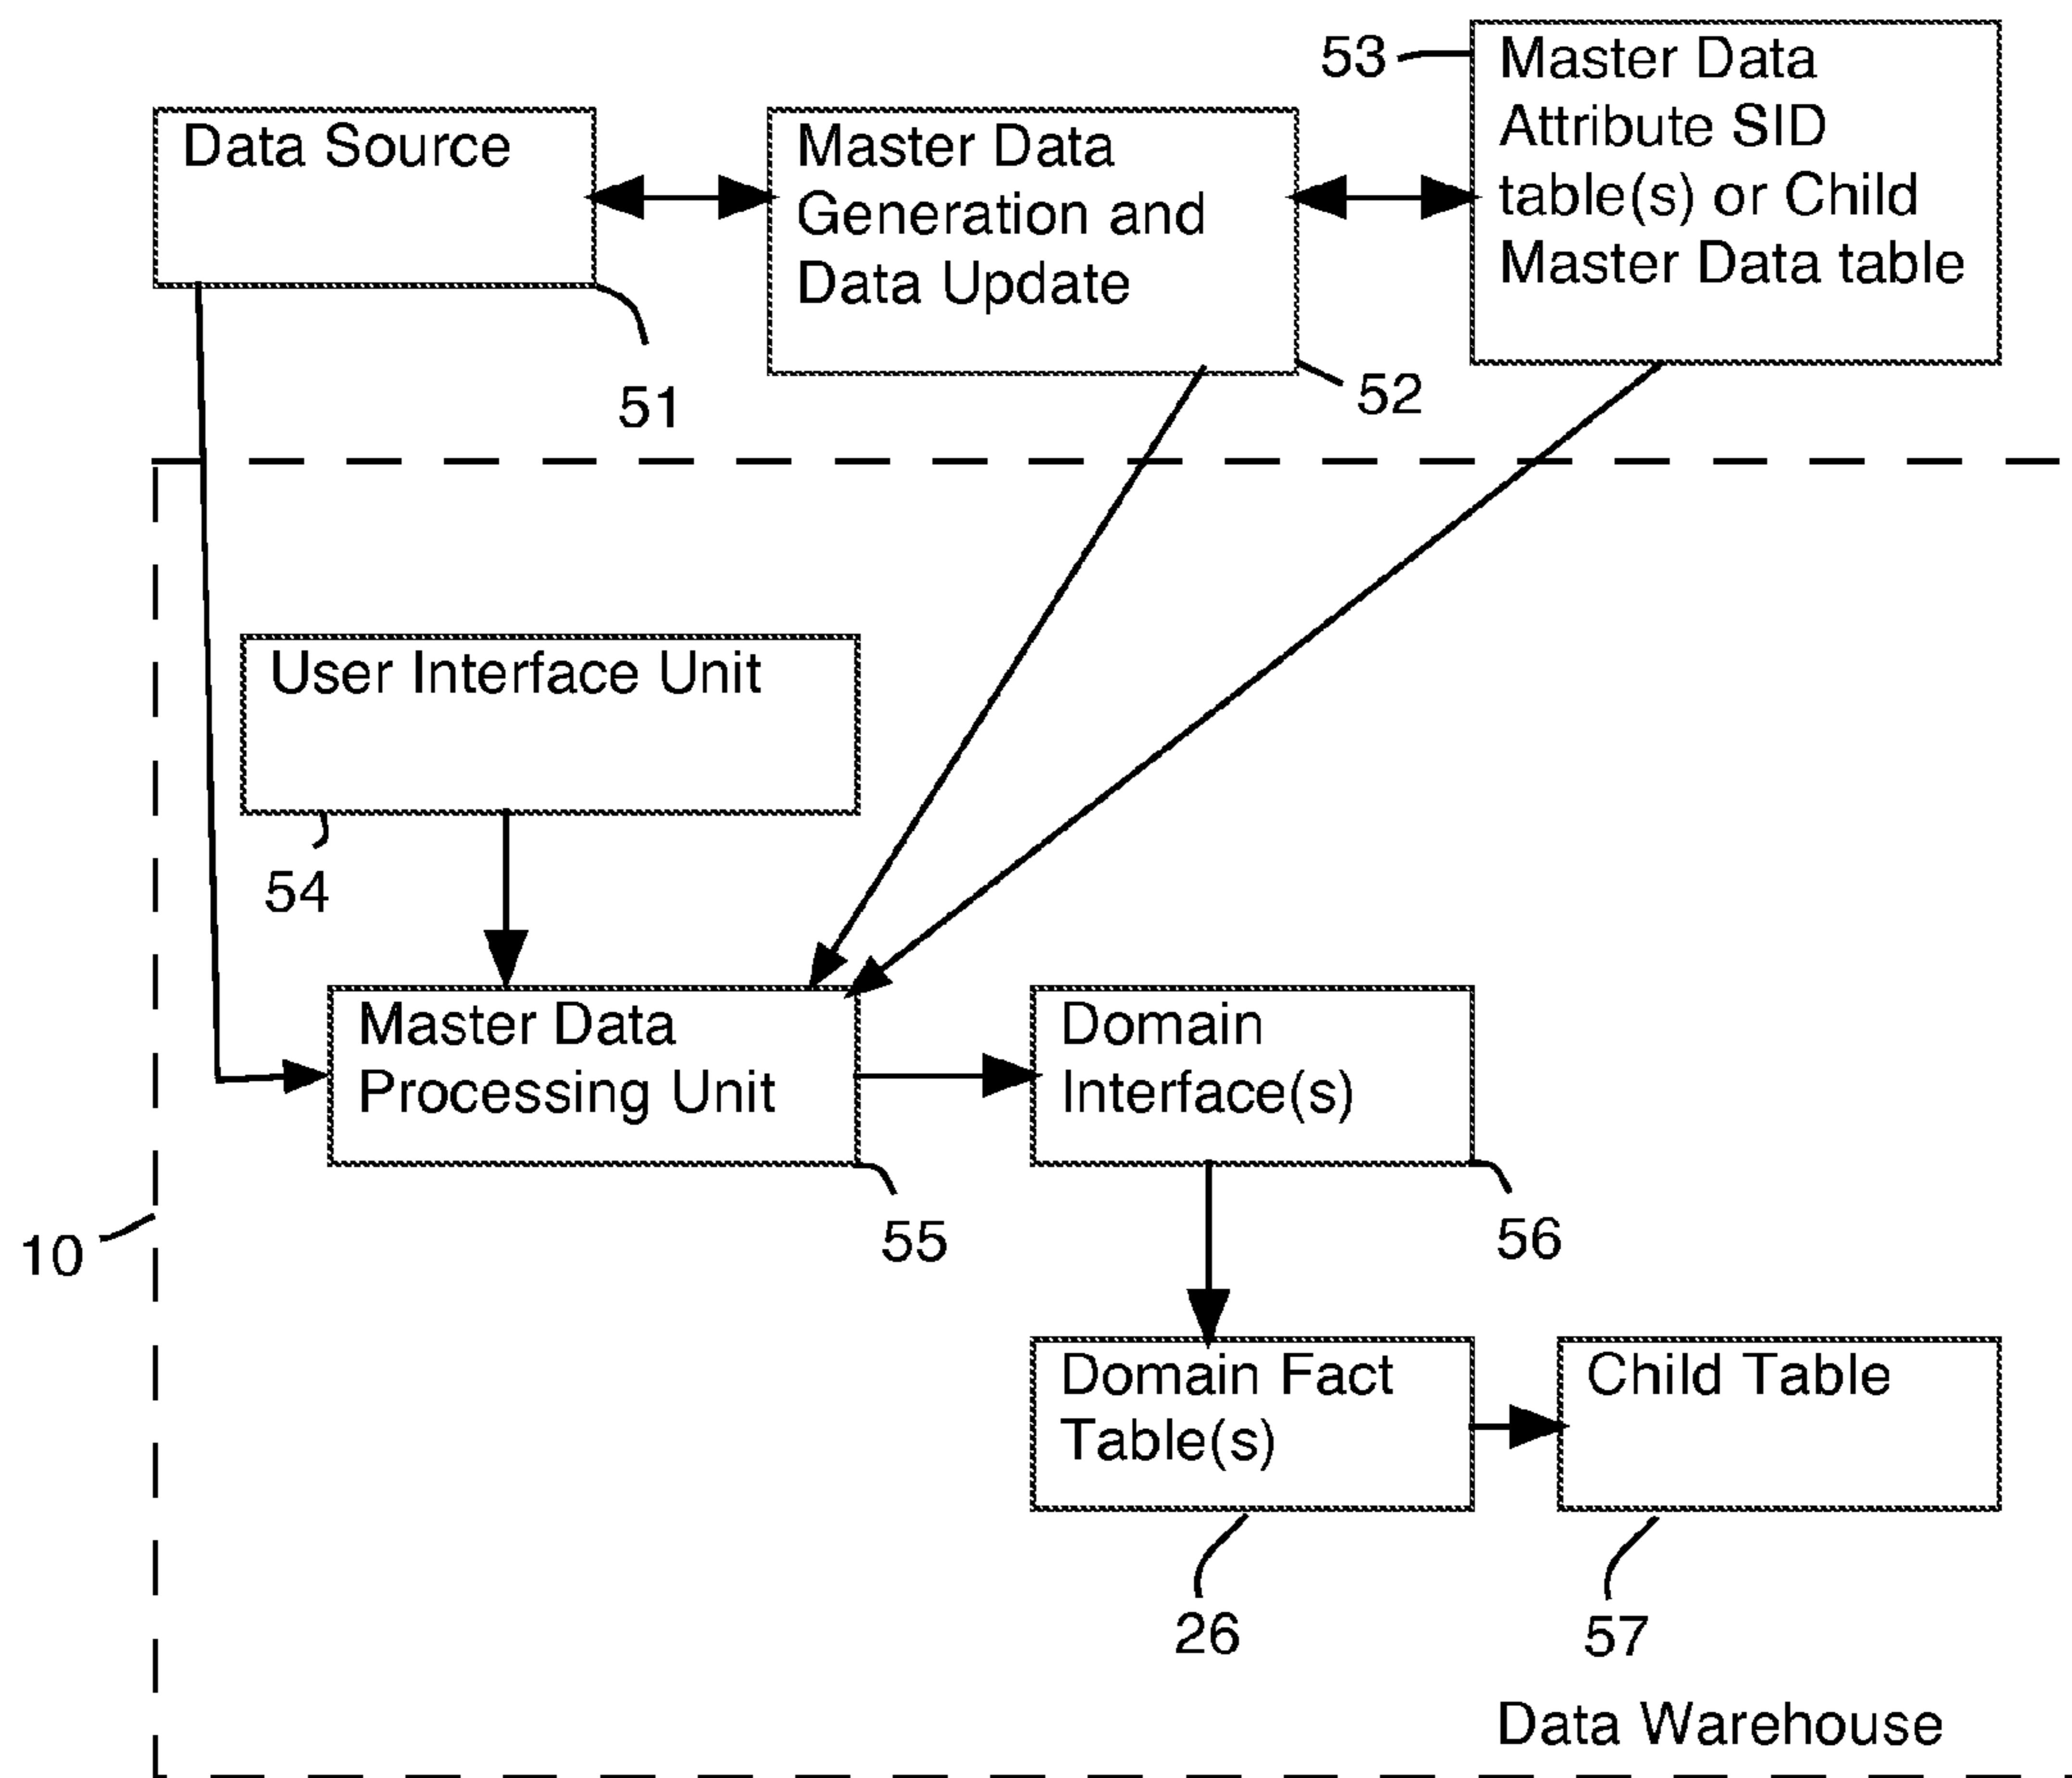 53
Master Data
Attribute SID
table(s) or Child
Master Data table
Data Source
Master Data
Generation and
Data Update
51
52
User Interface Unit
54
Master Data
Processing Unit
Domain
Interface(s)
55
56
10
Domain Fact
Table(s)
Child Table
26
57
Data Warehouse